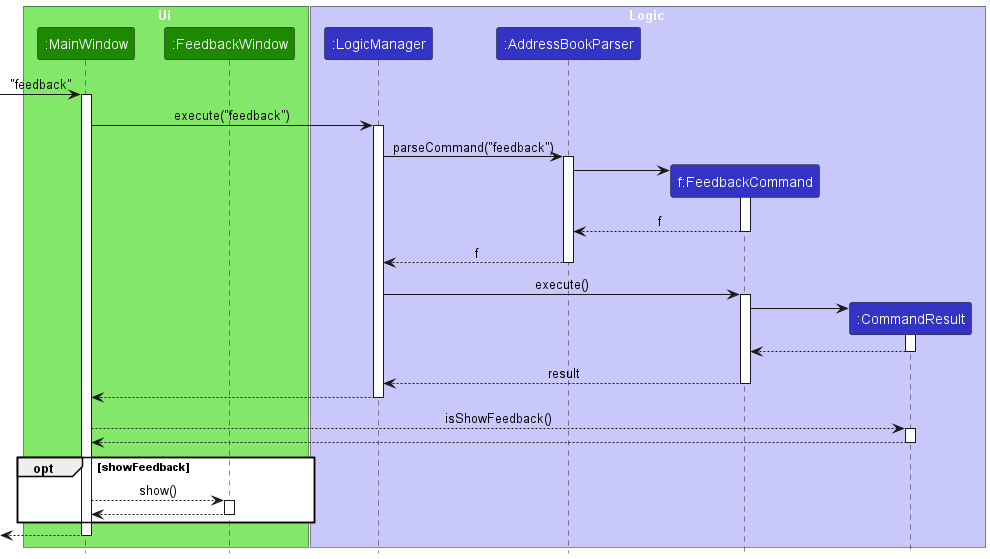 Ui
Logic
:MainWindow
:FeedbackWindow
:LogicManager
:AddressBookParser
"feedback"
execute("feedback")
parseCommand("feedback")
f:FeedbackCommand
f
f
execute()
:CommandResult
result
isShowFeedback()
opt
[showFeedback]
show()